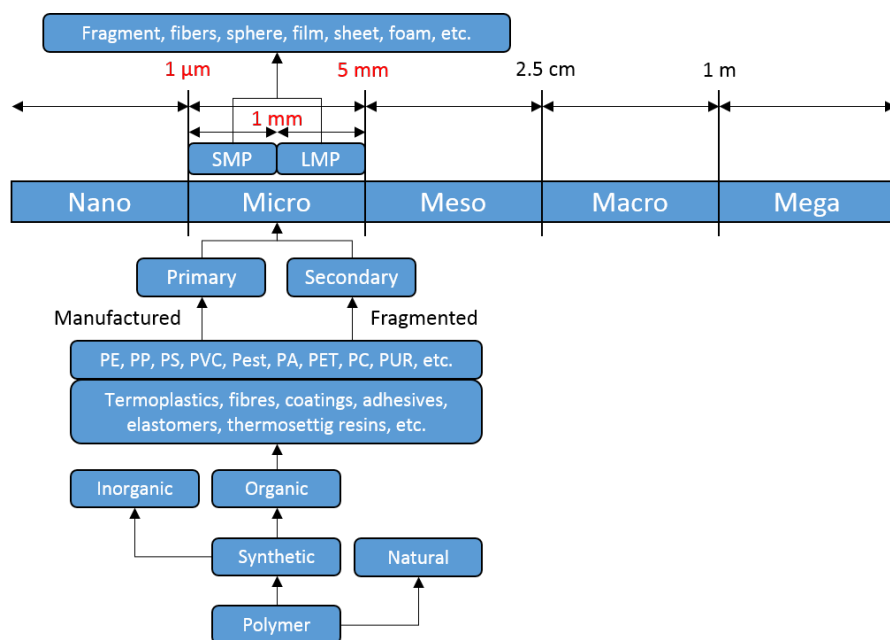 Fragment, fibers, sphere, film, sheet, foam, etc.
1 μm
5 mm
2.5 cm
1 m
1 mm
SMP
LMP
Nano
Micro
Meso
Macro
Mega
Primary
Secondary
Manufactured
Fragmented
PE, PP, PS, PVC, Pest, PA, PET, PC, PUR, etc.
Termoplastics, fibres, coatings, adhesives,
elastomers, thermosettig resins, etc.
Inorganic
Organic
Synthetic
Natural
Polymer